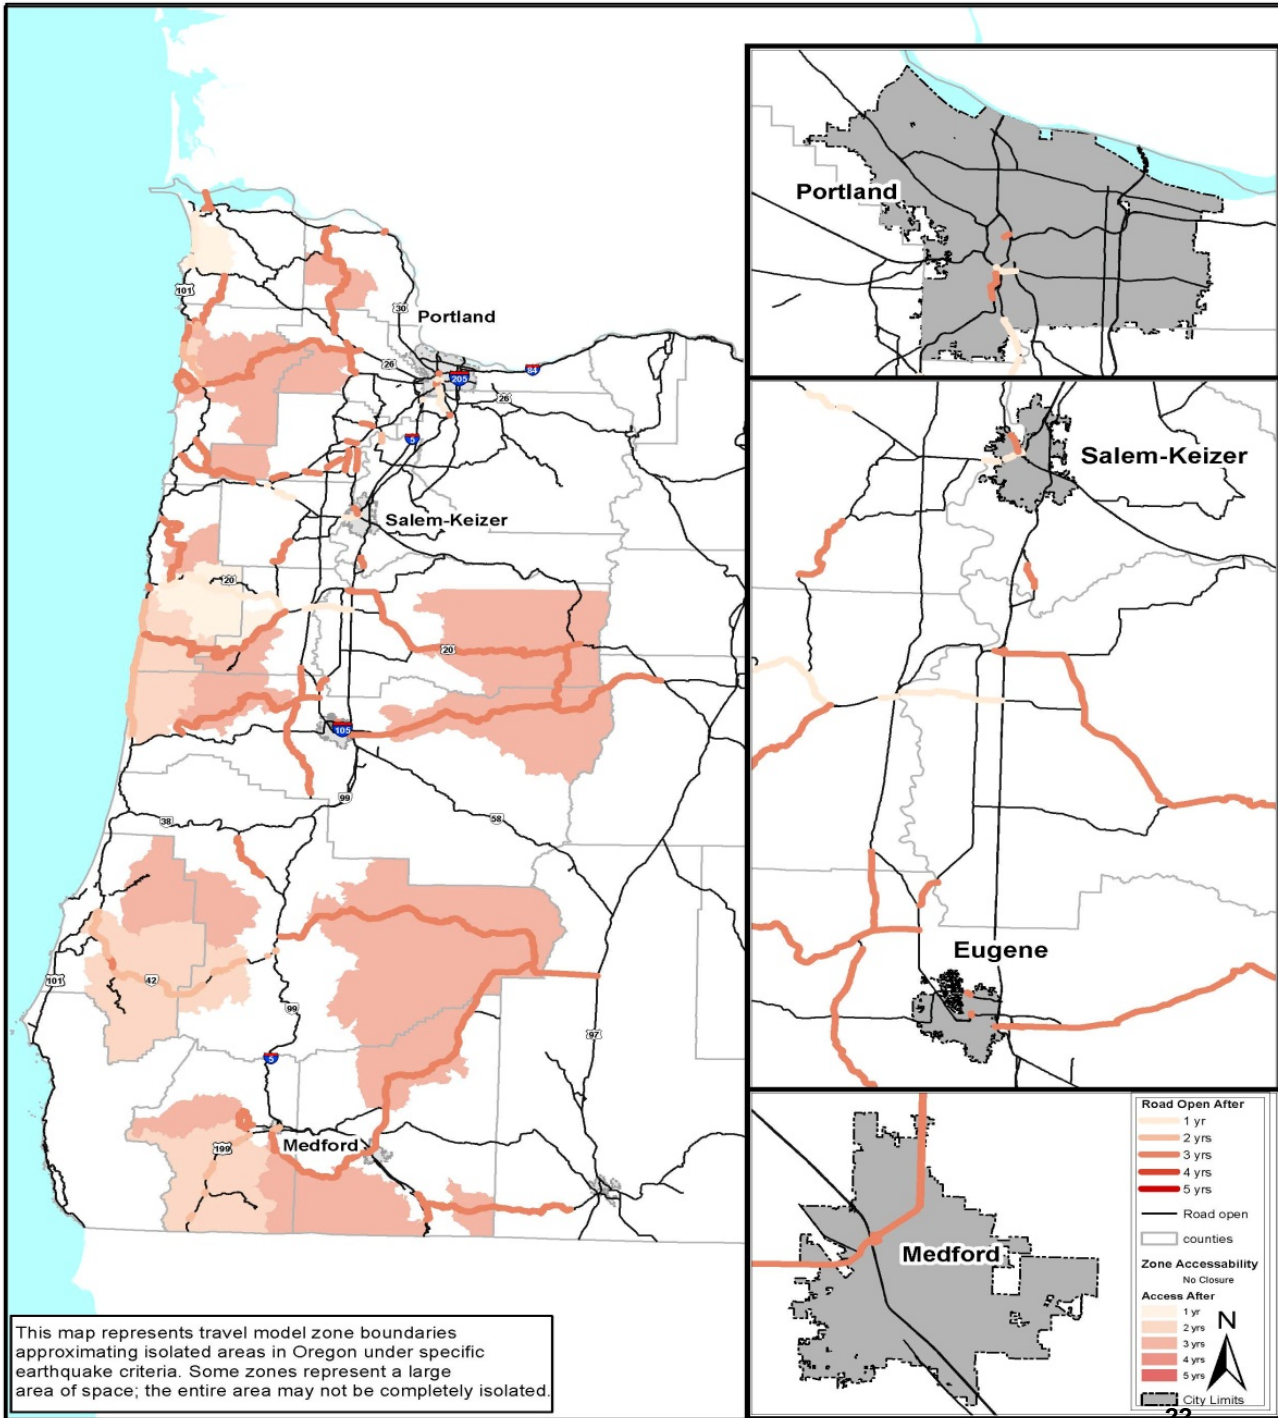 Portland
101
30
Portland
26
84
205
26
5
Salem-Keizer
Salem-Keizer
20
20
105
99
38
58
Eugene
101
42
99
97
5
199
Medford
Medford
Road Open After
1 yr
2 yrs
3 yrs
4 yrs
5 yrs
Road open
counties
Zone Accessability
No Closure
Access After
1 yr
2 yrs
3 yrs
4 yrs
5 yrs
N
City Limits
22
This map represents travel model zone boundaries
approximating isolated areas in Oregon under specific
earthquake criteria. Some zones represent a large
area of space; the entire area may not be completely isolated.